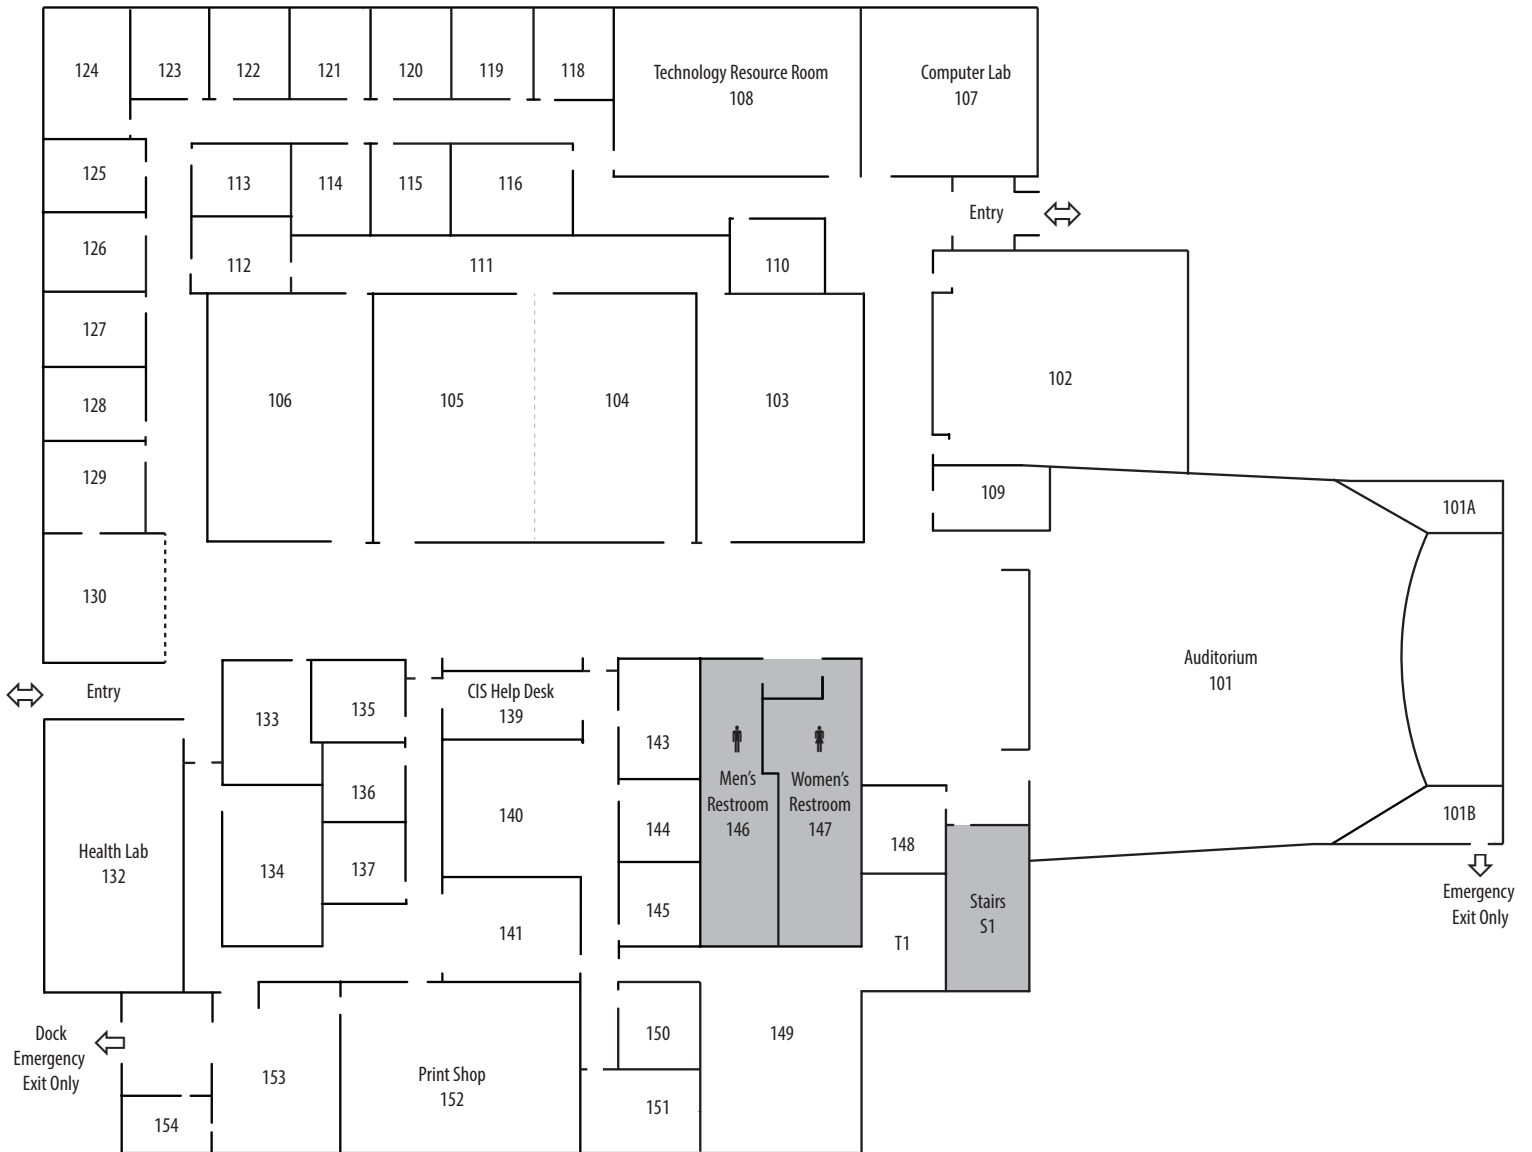 124
123
122
121
120
119
118
Technology Resource Room
108
Computer Lab
107
125
113
114
115
116
Entry
126
112
111
110
127
128
106
105
104
103
102
129
109
101A
130
Auditorium
101
Entry
133
135
CIS Help Desk
139
143
Men's
Restroom
146
Women's
Restroom
147
136
140
144
148
101B
Health Lab
132
134
137
141
145
T1
Stairs
S1
Emergency
Exit Only
Dock
Emergency
Exit Only
153
Print Shop
152
150
149
151
154